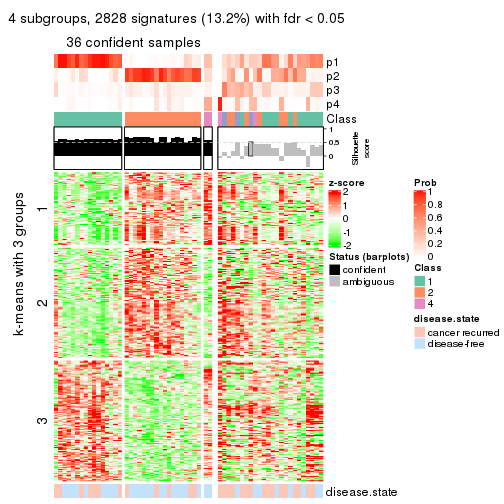 4 subgroups, 2828 signatures (13.2%) with fdr < 0.05
36 confident samples
p1
p2
p3
p4
Class
1
0.5
0
Silhouette
score
k-means with 3 groups
1
2
3
disease.state
z-score
2
1
0
-1
-2
Status (barplots)
confident
ambiguous
Prob
1
0.8
0.6
0.4
0.2
0
Class
1
2
4
disease.state
cancer recurred
disease-free